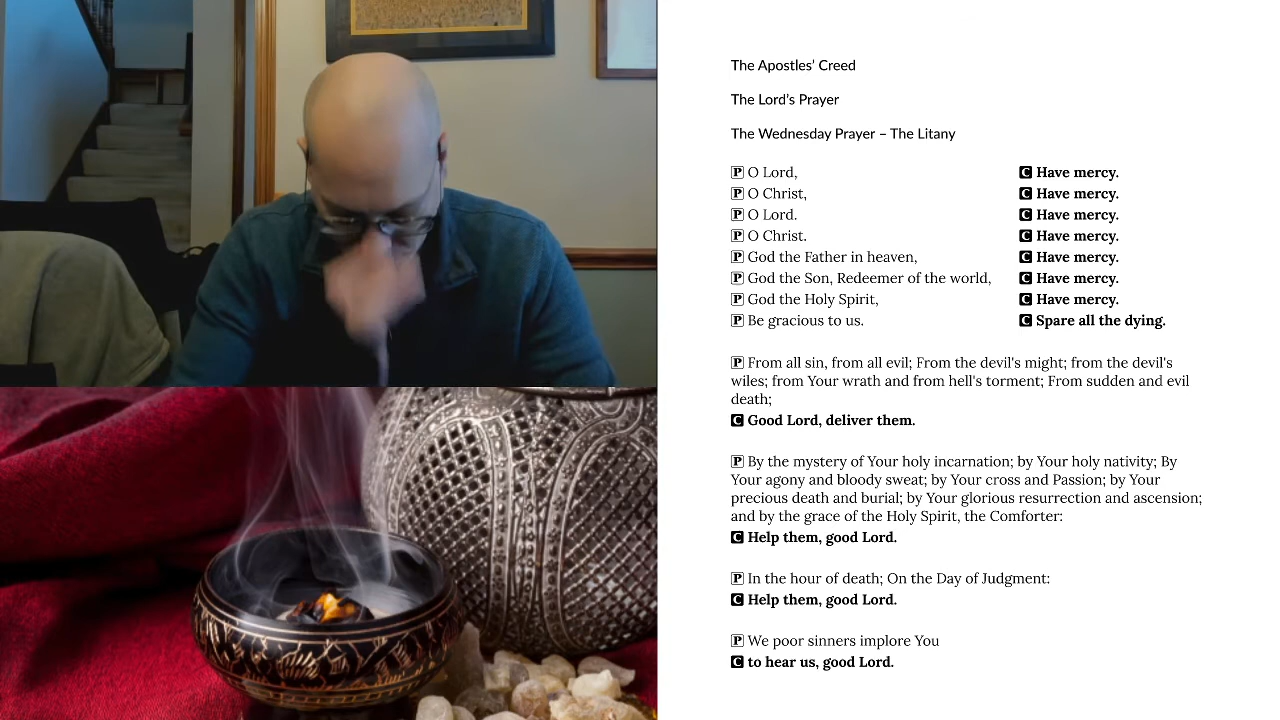 The Apostles' Creed
The Lord's Prayer
The Wednesday Prayer – The Litany
P O Lord, C Have mercy.
P O Christ, C Have mercy.
P O Lord. C Have mercy.
P O Christ. C Have mercy.
P God the Father in heaven, C Have mercy.
P God the Son, Redeemer of the world, C Have mercy.
P God the Holy Spirit, C Have mercy.
P Be gracious to us. C Spare all the dying.
P From all sin, from all evil; From the devil's might; from the devil's
wiles; from Your wrath and from hell's torment; From sudden and evil
death;
C Good Lord, deliver them.
P By the mystery of Your holy incarnation; by Your holy nativity; By
Your agony and bloody sweat; by Your cross and Passion; by Your
precious death and burial; by Your glorious resurrection and ascension;
and by the grace of the Holy Spirit, the Comforter:
C Help them, good Lord.
P In the hour of death; On the Day of Judgment:
C Help them, good Lord.
P We poor sinners implore You
C to hear us, good Lord.